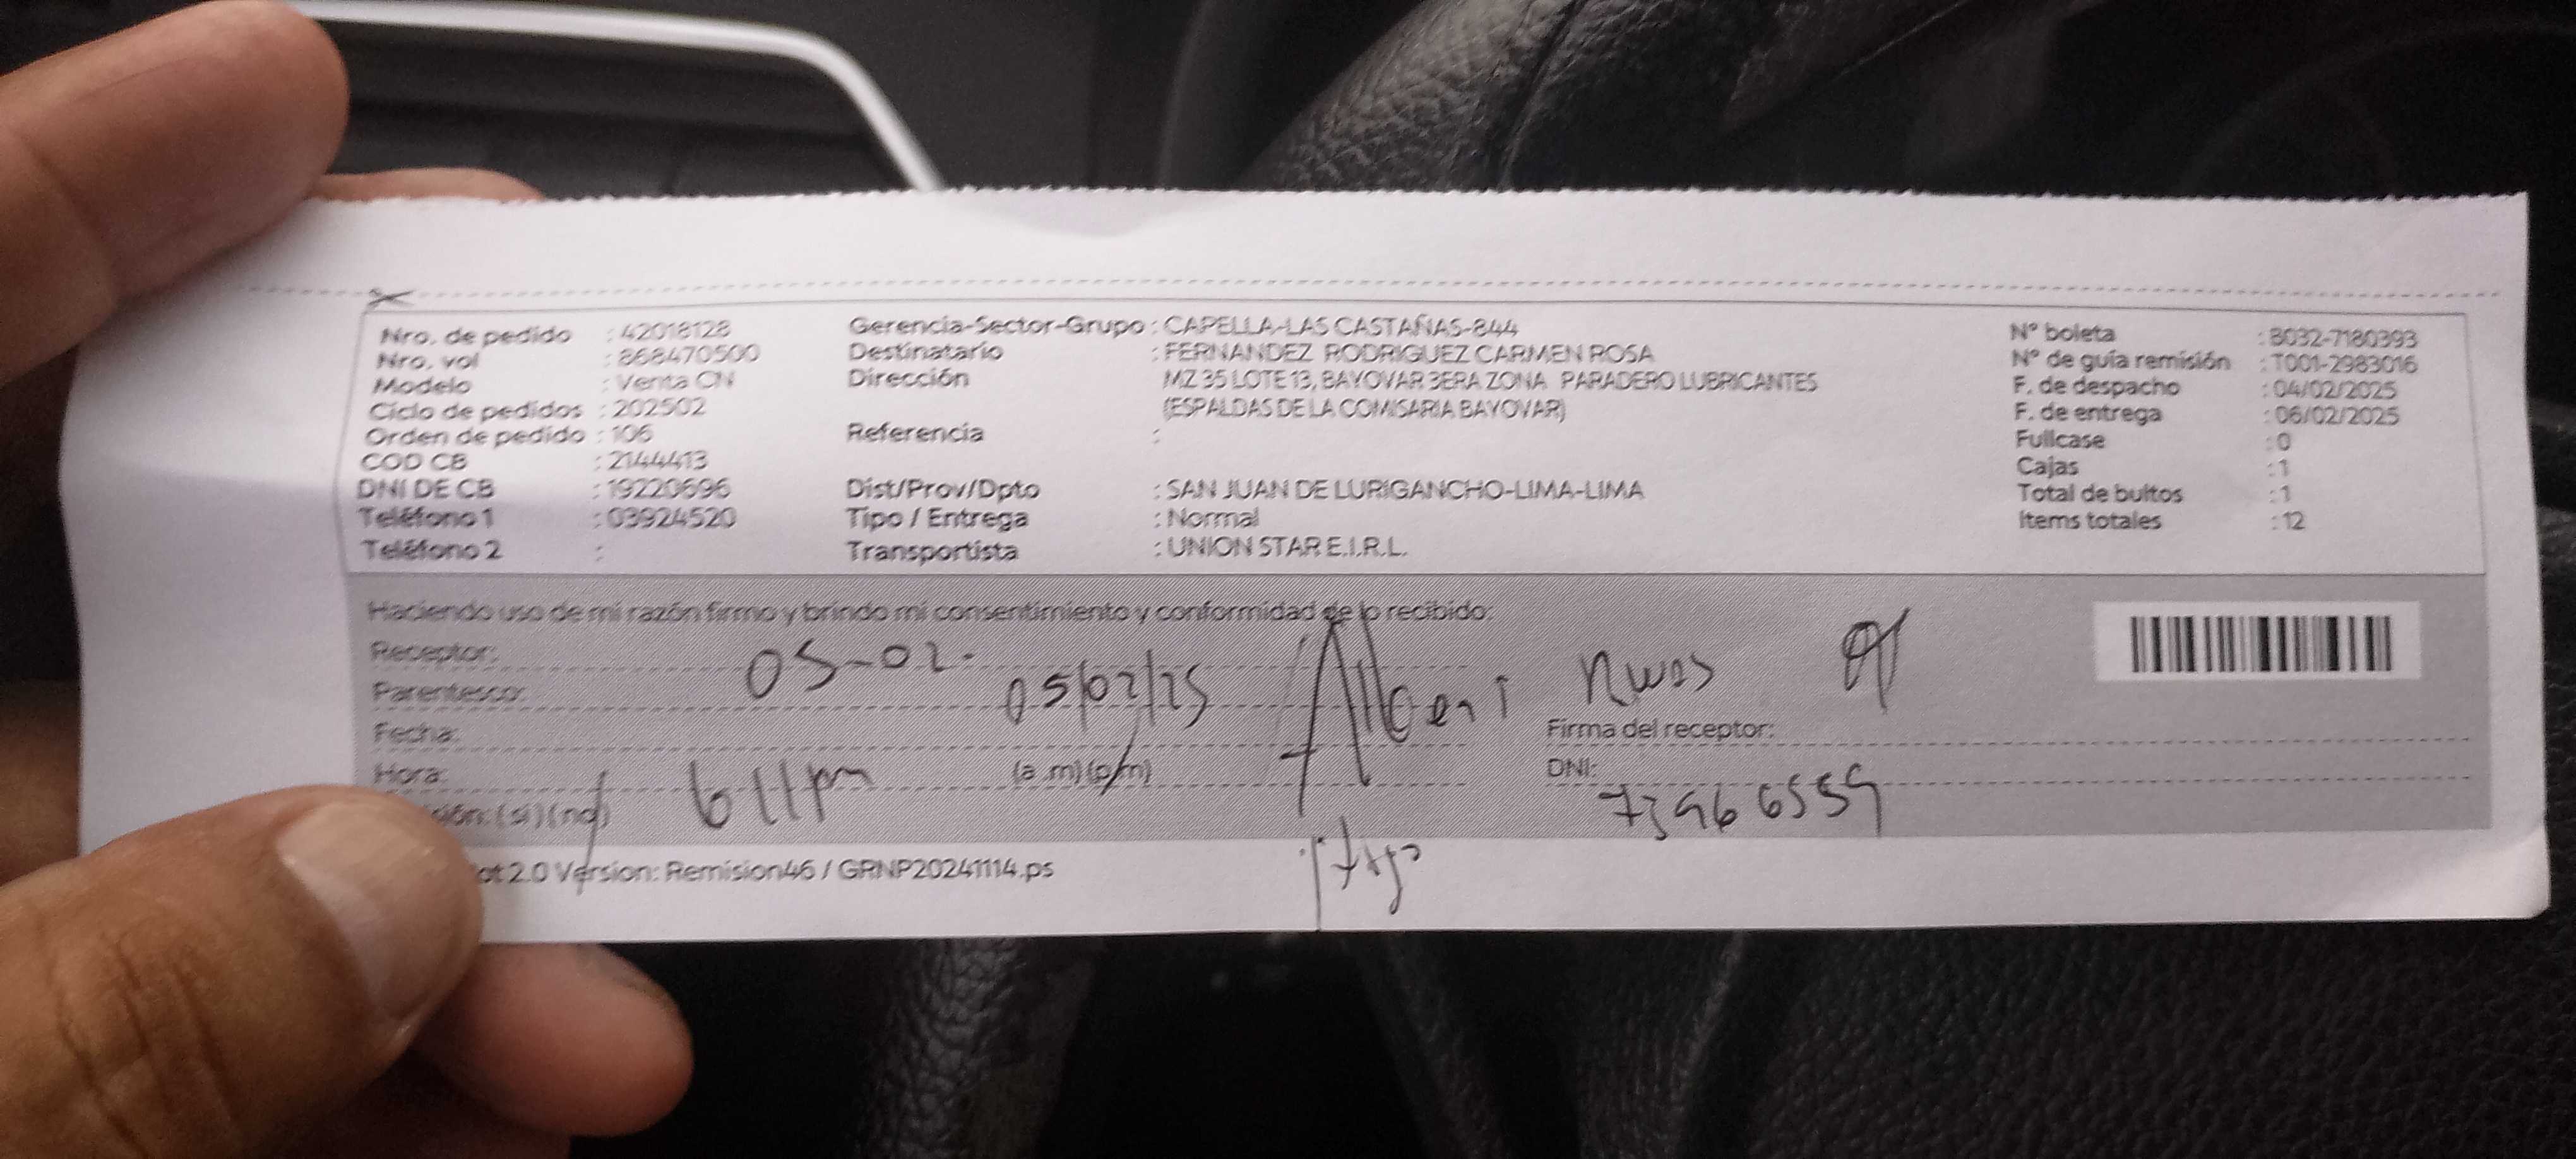 Nro. de pedido : 42018128
Nro. vol : 868470500
Modelo : Venta CN
Ciclo de pedidos : 202502
Orden de pedido : 106
COD CB : 2144413
DNI DE CB : 19220696
Teléfono 1 : 03924520
Teléfono 2 :
Gerencia-Sector-Grupo : CAPELLA-LAS CASTAÑAS-844
Destinatario : FERNANDEZ RODRIGUEZ CARMEN ROSA
Dirección MZ 35 LOTE 13, BAYOVAR 3ERA ZONA PARADERO LUBRICANTES
(ESPALDAS DE LA COMISARIA BAYOVAR)
Referencia :
Dist/Prov/Dpto : SAN JUAN DE LURIGANCHO-LIMA-LIMA
Tipo / Entrega : Normal
Transportista : UNION STAR E.I.R.L.
N° boleta : B032-7180393
N° de guía remisión : T001-2983016
F. de despacho : 04/02/2025
F. de entrega : 06/02/2025
Fullcase : 0
Cajas : 1
Total de bultos : 1
Items totales : 12
Haciendo uso de mi razón firmo y brindo mi consentimiento y conformidad de lo recibido:
Receptor: 05-02.
Parentesco: 05/02/25
Fecha:
Hora: 6 11 pm (a .m) (p.m)
sión: (si) (no)
Firma del receptor:
DNI: 73966559
ot 2.0 Version: Remision46 / GRNP20241114.ps